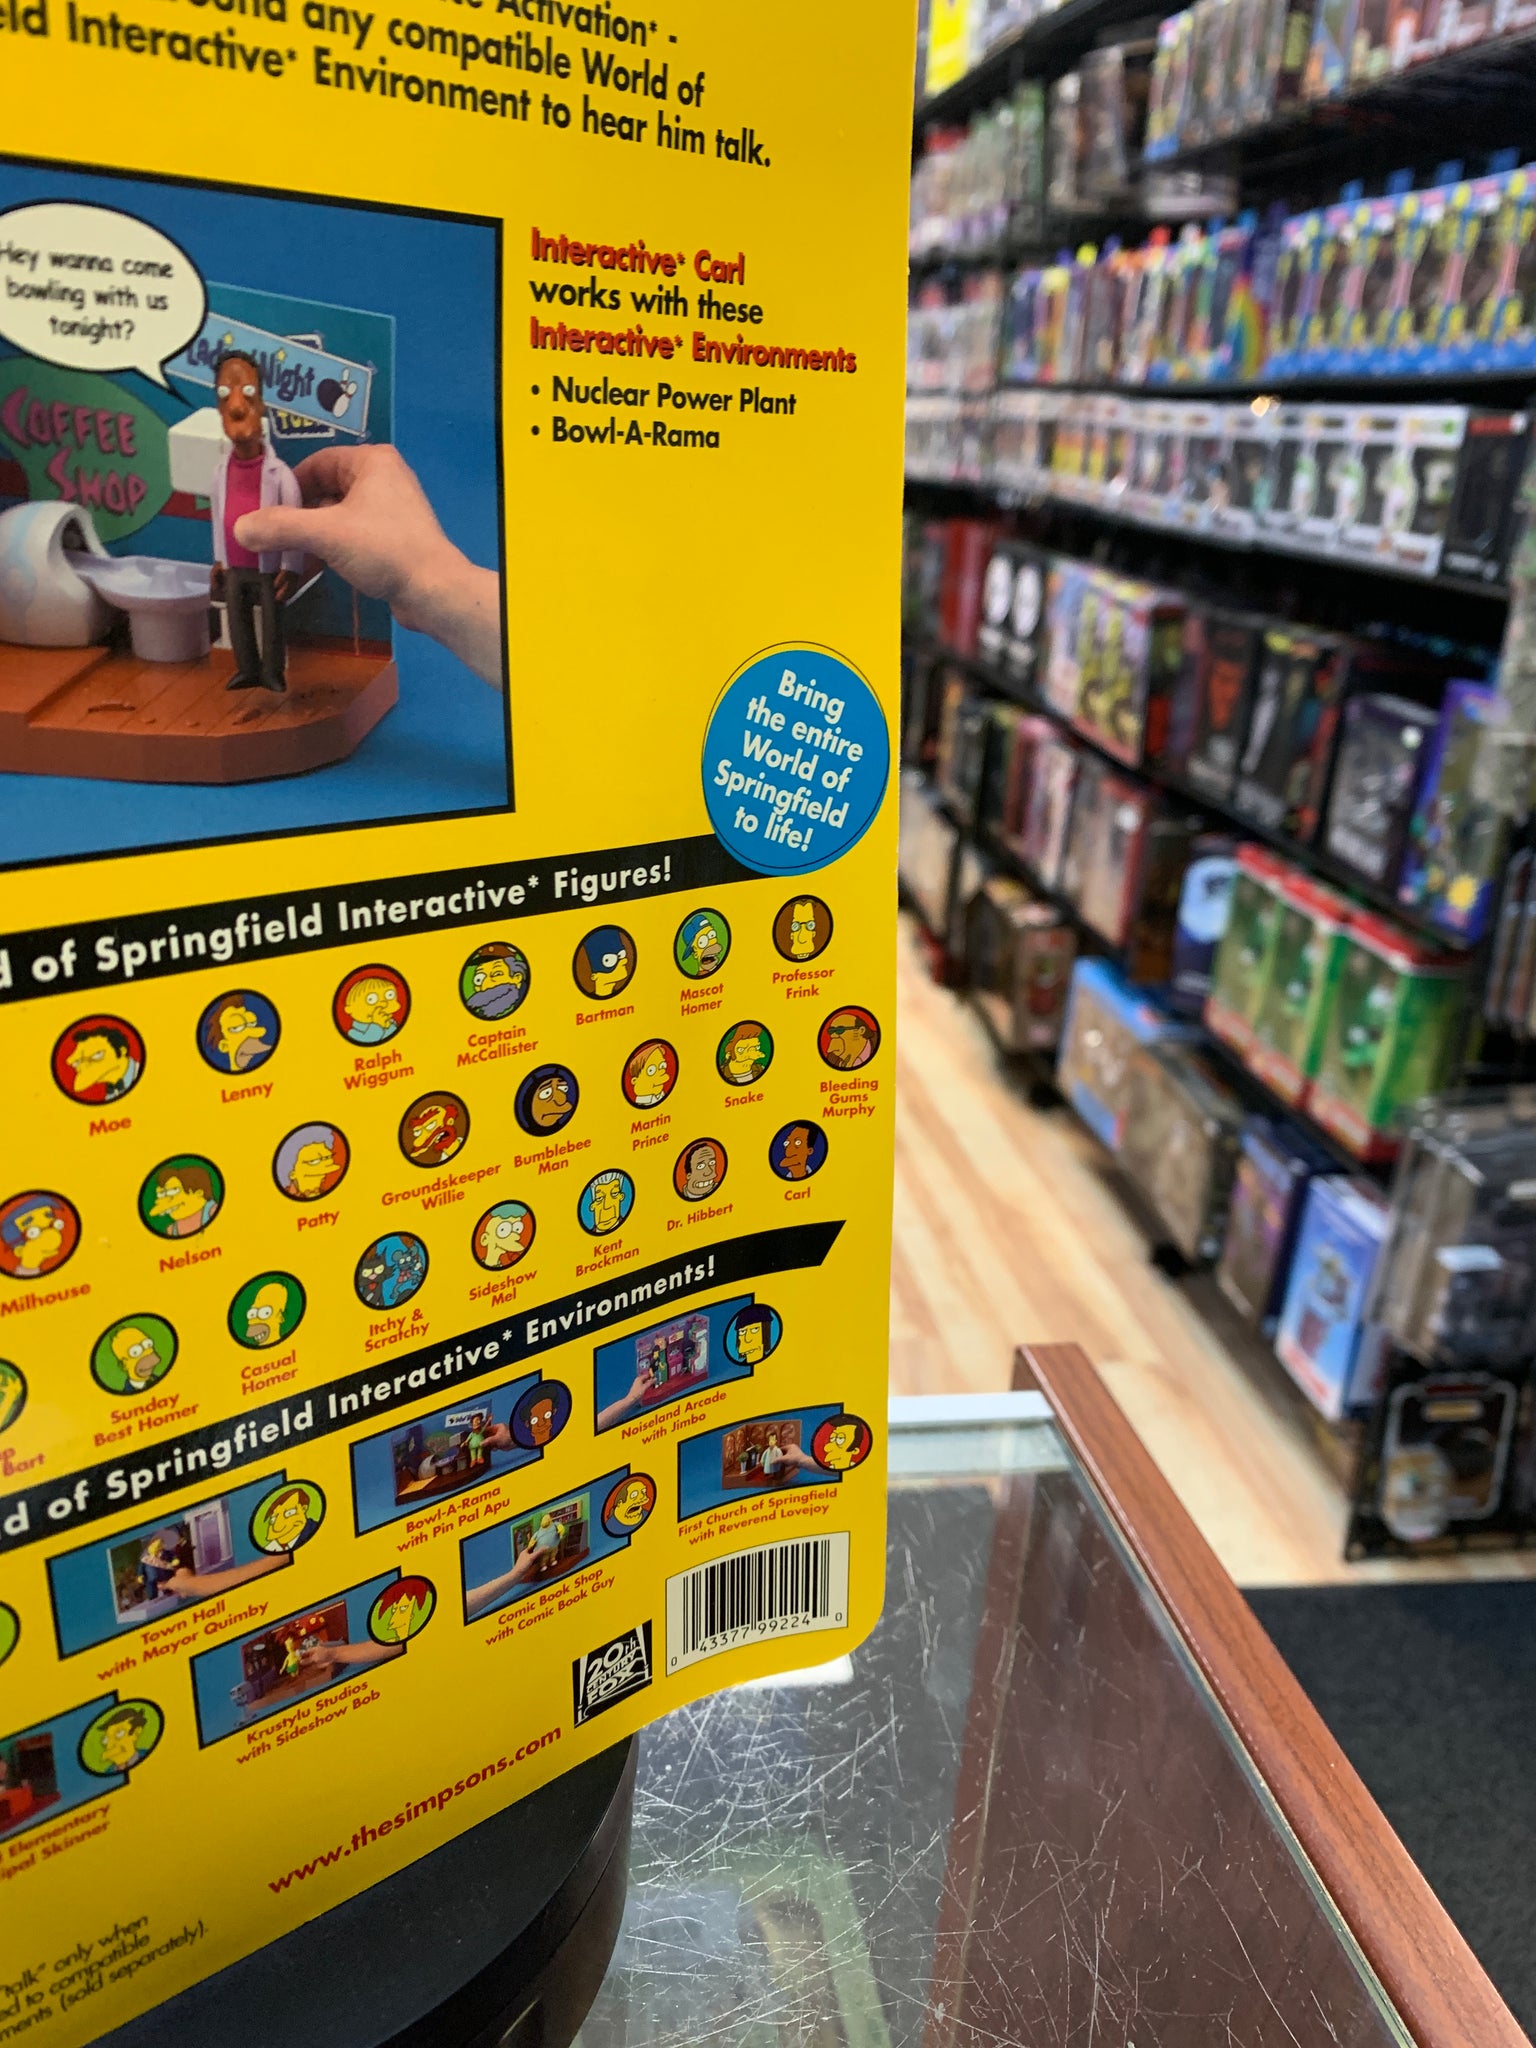 Activation* -
any compatible World of
Interactive* Environment to hear him talk.
Hey wanna come
bowling with us
tonight?
COFFEE
SHOP
Ladies Night
Interactive* Carl
works with these
Interactive* Environments
• Nuclear Power Plant
• Bowl-A-Rama
Bring
the entire
World of
Springfield
to life!
of Springfield Interactive* Figures!
Moe
Lenny
Ralph
Wiggum
Captain
McCallister
Bartman
Mascot
Homer
Professor
Frink
Milhouse
Nelson
Patty
Groundskeeper
Willie
Bumblebee
Man
Martin
Prince
Snake
Bleeding
Gums
Murphy
Bart
Sunday
Best Homer
Casual
Homer
Itchy &
Scratchy
Sideshow
Mel
Kent
Brockman
Dr. Hibbert
Carl
of Springfield Interactive* Environments!
Town Hall
with Mayor Quimby
Bowl-A-Rama
with Pin Pal Apu
Noiseland Arcade
with Jimbo
Elementary
Skinner
Krustylu Studios
with Sideshow Bob
Comic Book Shop
with Comic Book Guy
First Church of Springfield
with Reverend Lovejoy
20th
CENTURY
FOX
0 43377 99224 0
www.thesimpsons.com
"talk" only when
to compatible
(sold separately).